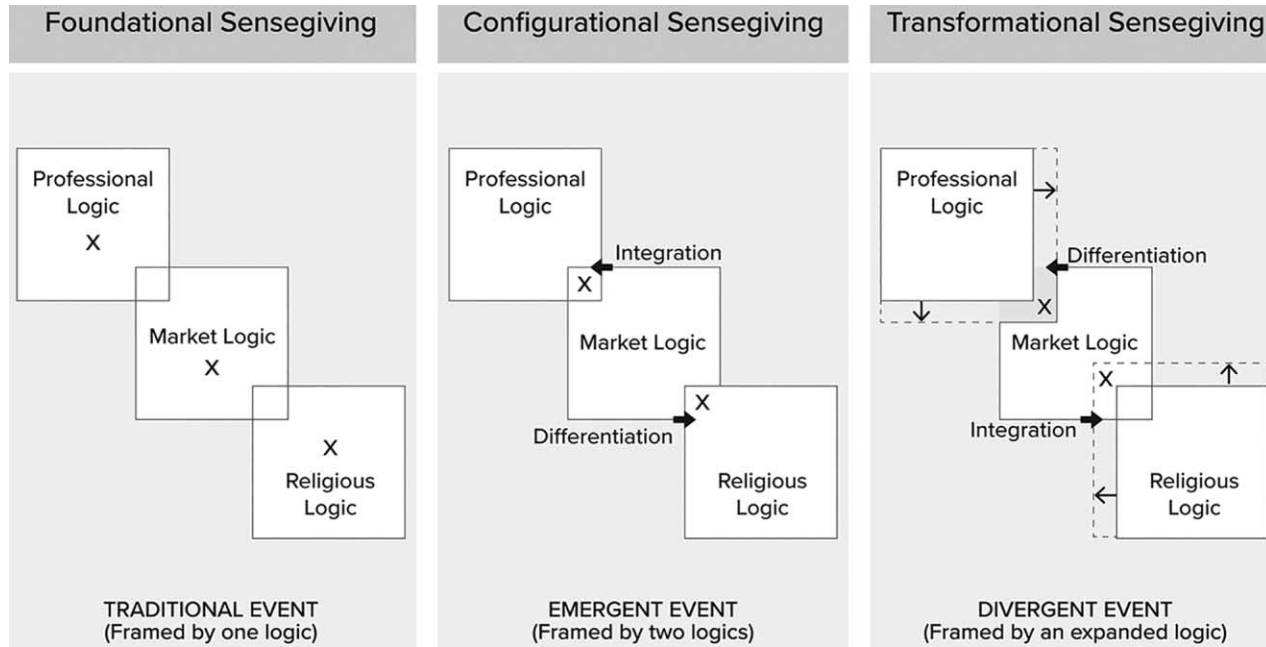 Foundational Sensegiving
Professional
Logic
X
Market Logic
X
X
Religious
Logic
TRADITIONAL EVENT
(Framed by one logic)
Configurational Sensegiving
Professional
Logic
Integration
X
Market Logic
X
Differentiation
Religious
Logic
EMERGENT EVENT
(Framed by two logics)
Transformational Sensegiving
Professional
Logic
Differentiation
X
Market Logic
X
Integration
Religious
Logic
DIVERGENT EVENT
(Framed by an expanded logic)